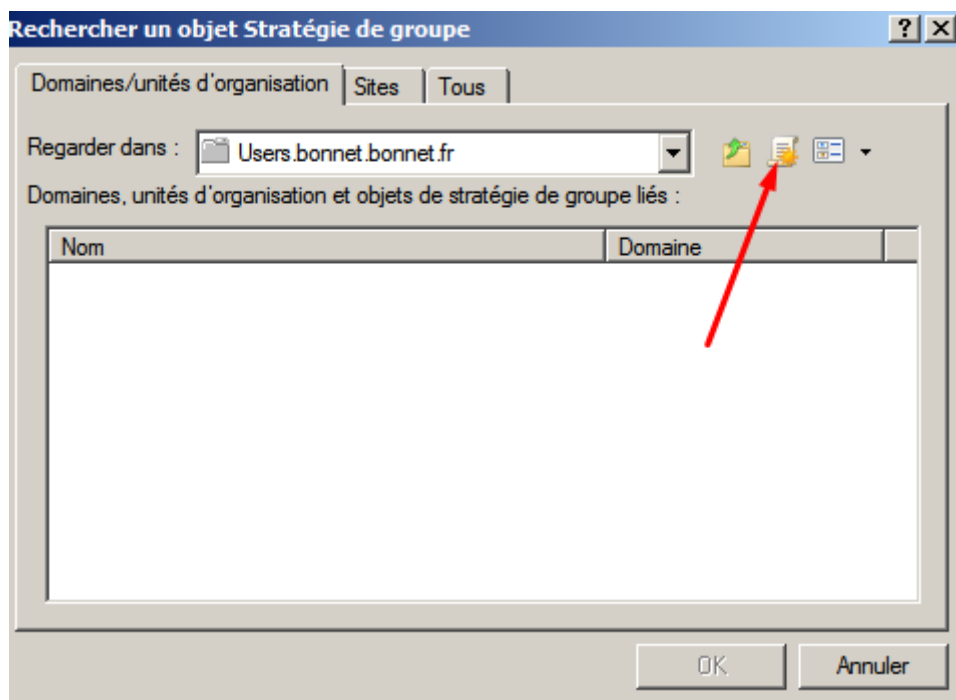 Rechercher un objet Stratégie de groupe
Domaines/unités d'organisation Sites Tous
Regarder dans : Users.bonnet.bonnet.fr
Domaines, unités d'organisation et objets de stratégie de groupe liés :
Nom Domaine
OK Annuler